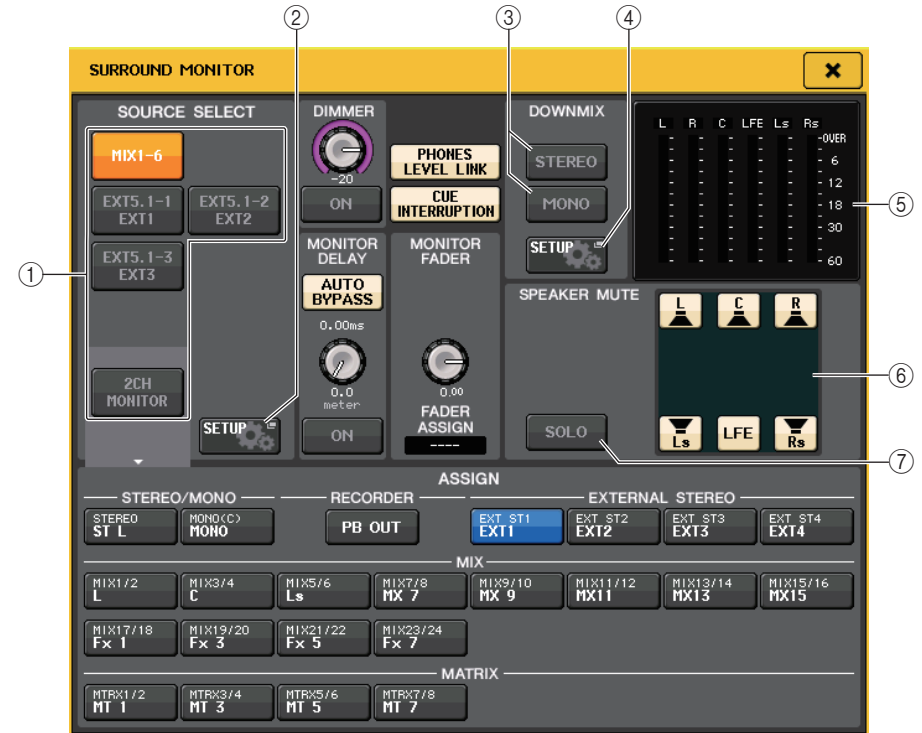 ② ③ ④
SURROUND MONITOR
SOURCE SELECT
MIX1-6
EXT5.1-1
EXT1
EXT5.1-2
EXT2
EXT5.1-3
EXT3
①
2CH
MONITOR
SETUP
DIMMER
-20
ON
PHONES
LEVEL LINK
CUE
INTERRUPTION
MONITOR
DELAY
AUTO
BYPASS
0.00ms
0.0
meter
ON
MONITOR
FADER
0.00
FADER
ASSIGN
----
DOWNMIX
STEREO
MONO
SETUP
L R C LFE Ls Rs
OVER
6
12
18
30
60
⑤
SPEAKER MUTE
L C R
Ls LFE Rs
⑥
SOLO
⑦
ASSIGN
STEREO/MONO RECORDER EXTERNAL STEREO
STEREO
ST L
MONO(C)
MONO
PB OUT
EXT ST1
EXT1
EXT ST2
EXT2
EXT ST3
EXT3
EXT ST4
EXT4
MIX
MIX1/2
L
MIX3/4
C
MIX5/6
Ls
MIX7/8
MX 7
MIX9/10
MX 9
MIX11/12
MX11
MIX13/14
MX13
MIX15/16
MX15
MIX17/18
Fx 1
MIX19/20
Fx 3
MIX21/22
Fx 5
MIX23/24
Fx 7
MATRIX
MTRX1/2
MT 1
MTRX3/4
MT 3
MTRX5/6
MT 5
MTRX7/8
MT 7